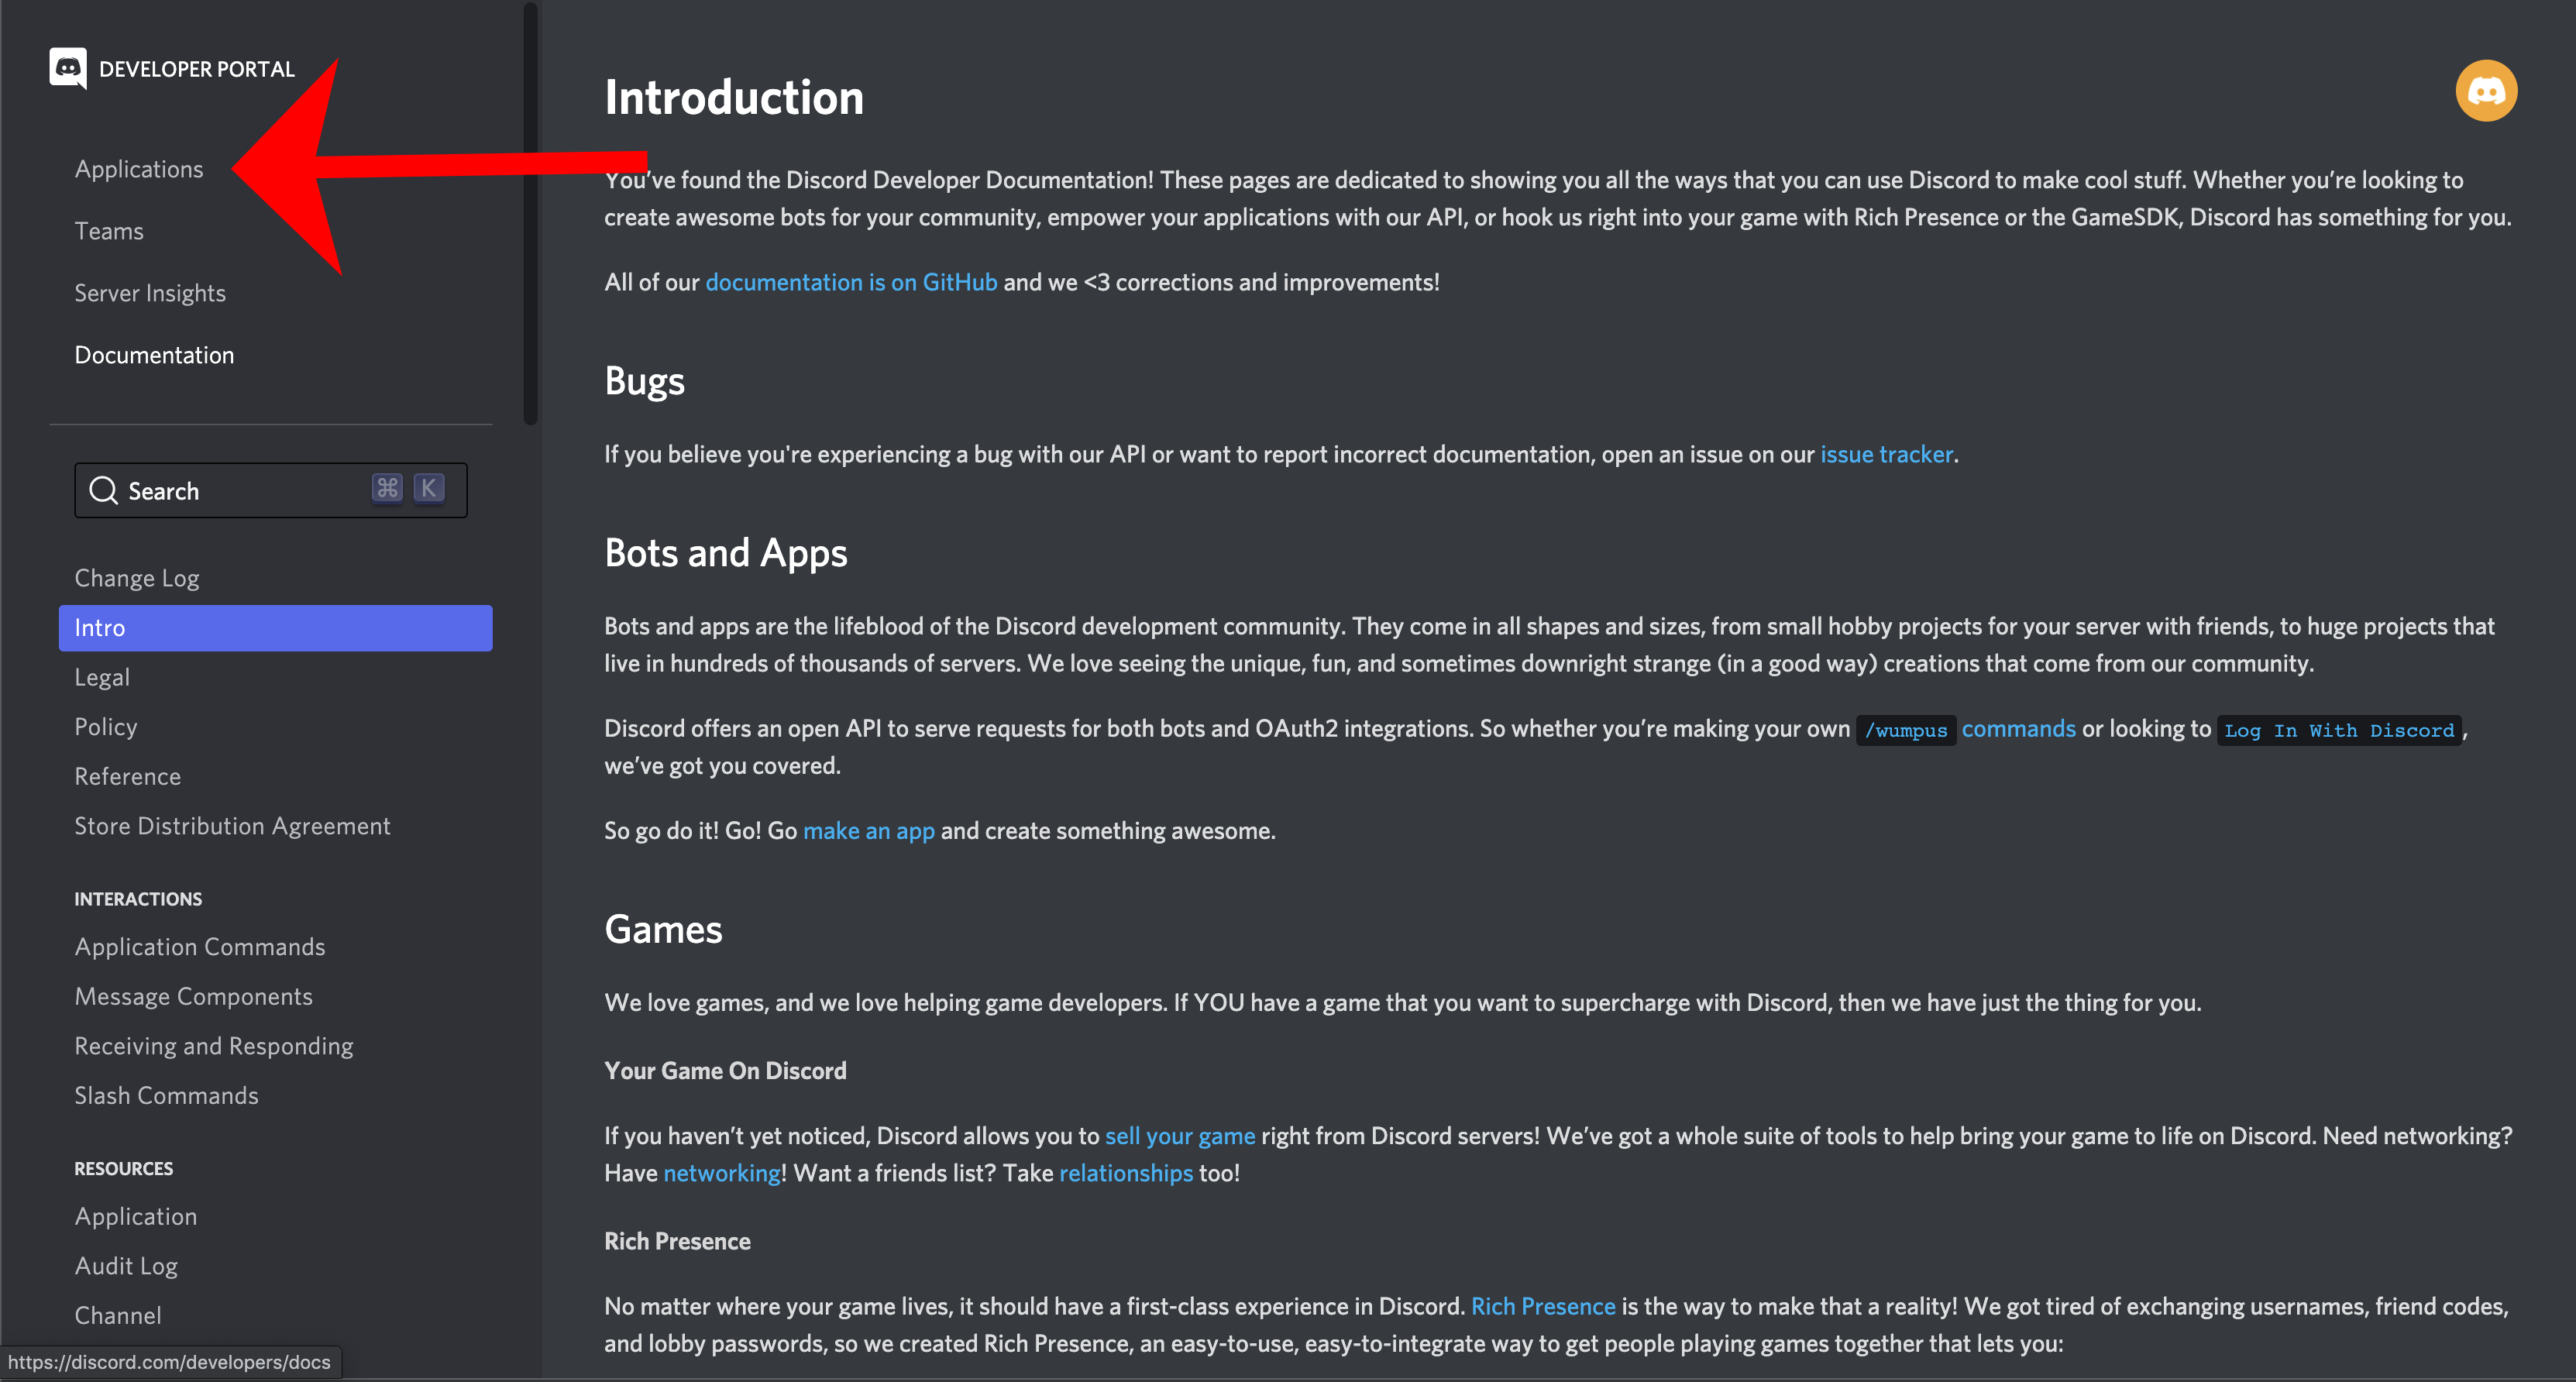 DEVELOPER PORTAL
Applications
Teams
Server Insights
Documentation
Search ⌘ K
Change Log
Intro
Legal
Policy
Reference
Store Distribution Agreement
INTERACTIONS
Application Commands
Message Components
Receiving and Responding
Slash Commands
RESOURCES
Application
Audit Log
Channel
https://discord.com/developers/docs
Introduction
You’ve found the Discord Developer Documentation! These pages are dedicated to showing you all the ways that you can use Discord to make cool stuff. Whether you’re looking to
create awesome bots for your community, empower your applications with our API, or hook us right into your game with Rich Presence or the GameSDK, Discord has something for you.
All of our documentation is on GitHub and we <3 corrections and improvements!
Bugs
If you believe you're experiencing a bug with our API or want to report incorrect documentation, open an issue on our issue tracker.
Bots and Apps
Bots and apps are the lifeblood of the Discord development community. They come in all shapes and sizes, from small hobby projects for your server with friends, to huge projects that
live in hundreds of thousands of servers. We love seeing the unique, fun, and sometimes downright strange (in a good way) creations that come from our community.
Discord offers an open API to serve requests for both bots and OAuth2 integrations. So whether you’re making your own /wumpus commands or looking to Log In With Discord,
we’ve got you covered.
So go do it! Go! Go make an app and create something awesome.
Games
We love games, and we love helping game developers. If YOU have a game that you want to supercharge with Discord, then we have just the thing for you.
Your Game On Discord
If you haven’t yet noticed, Discord allows you to sell your game right from Discord servers! We’ve got a whole suite of tools to help bring your game to life on Discord. Need networking?
Have networking! Want a friends list? Take relationships too!
Rich Presence
No matter where your game lives, it should have a first-class experience in Discord. Rich Presence is the way to make that a reality! We got tired of exchanging usernames, friend codes,
and lobby passwords, so we created Rich Presence, an easy-to-use, easy-to-integrate way to get people playing games together that lets you: